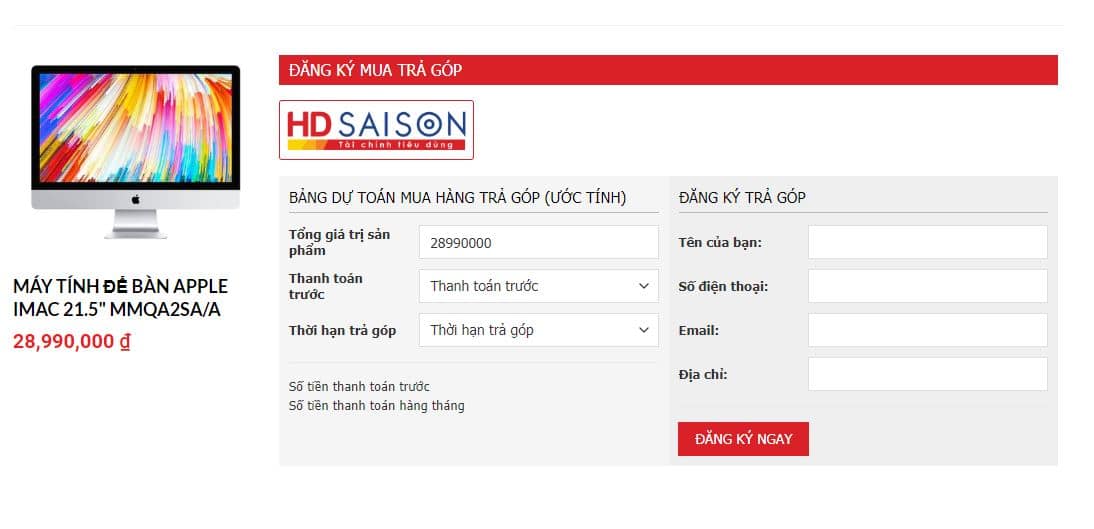 MÁY TÍNH ĐỂ BÀN APPLE
IMAC 21.5" MMQA2SA/A
28,990,000 ₫
ĐĂNG KÝ MUA TRẢ GÓP
HD SAISON
Tài chính tiêu dùng
BẢNG DỰ TOÁN MUA HÀNG TRẢ GÓP (ƯỚC TÍNH)
Tổng giá trị sản
phẩm
28990000
Thanh toán
trước
Thanh toán trước
Thời hạn trả góp
Thời hạn trả góp
Số tiền thanh toán trước
Số tiền thanh toán hàng tháng
ĐĂNG KÝ TRẢ GÓP
Tên của bạn:
Số điện thoại:
Email:
Địa chỉ:
ĐĂNG KÝ NGAY